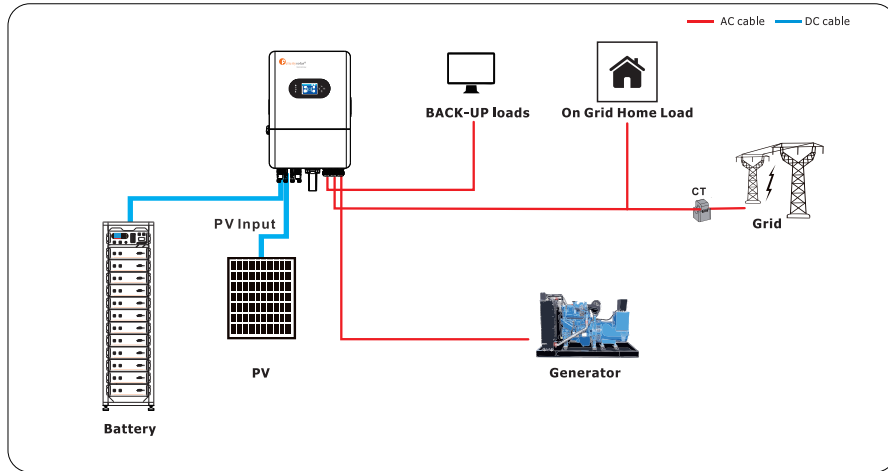 AC cable
DC cable
BACK-UP loads
On Grid Home Load
CT
Grid
PV Input
PV
Generator
Battery